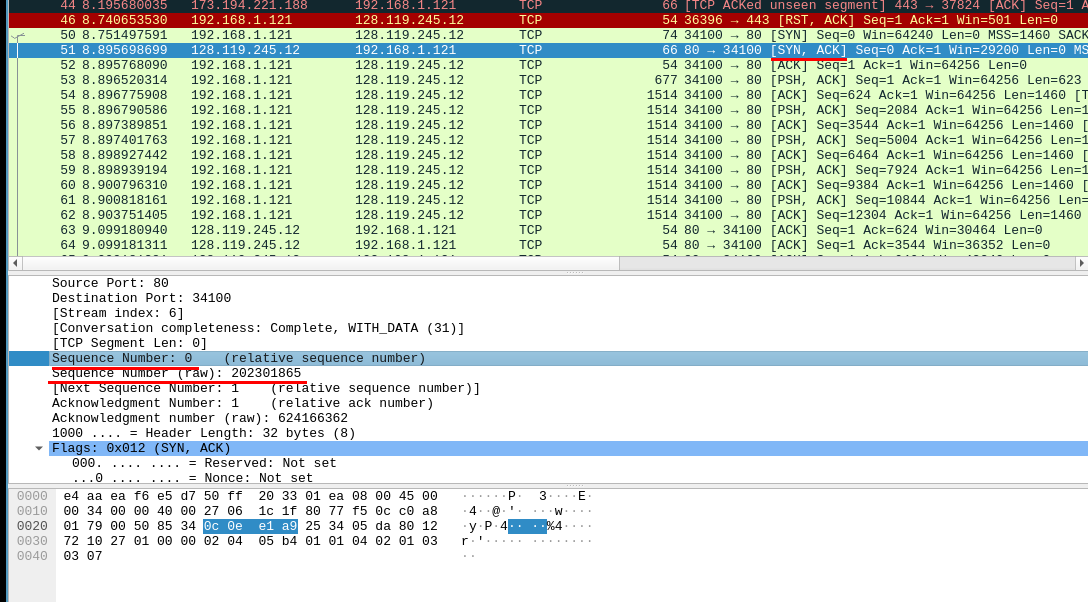 44 8.195680035 173.194.221.188 192.168.1.121 TCP 66 [TCP ACKed unseen segment] 443 → 37824 [ACK] Seq=1 A
46 8.740653530 192.168.1.121 128.119.245.12 TCP 54 36396 → 443 [RST, ACK] Seq=1 Ack=1 Win=501 Len=0
50 8.751497591 192.168.1.121 128.119.245.12 TCP 74 34100 → 80 [SYN] Seq=0 Win=64240 Len=0 MSS=1460 SACK
51 8.895698699 128.119.245.12 192.168.1.121 TCP 66 80 → 34100 [SYN, ACK] Seq=0 Ack=1 Win=29200 Len=0 MS
52 8.895768090 192.168.1.121 128.119.245.12 TCP 54 34100 → 80 [ACK] Seq=1 Ack=1 Win=64256 Len=0
53 8.896520314 192.168.1.121 128.119.245.12 TCP 677 34100 → 80 [PSH, ACK] Seq=1 Ack=1 Win=64256 Len=623
54 8.896775908 192.168.1.121 128.119.245.12 TCP 1514 34100 → 80 [ACK] Seq=624 Ack=1 Win=64256 Len=1460 [T
55 8.896790586 192.168.1.121 128.119.245.12 TCP 1514 34100 → 80 [PSH, ACK] Seq=2084 Ack=1 Win=64256 Len=1
56 8.897389851 192.168.1.121 128.119.245.12 TCP 1514 34100 → 80 [ACK] Seq=3544 Ack=1 Win=64256 Len=1460 [
57 8.897401763 192.168.1.121 128.119.245.12 TCP 1514 34100 → 80 [PSH, ACK] Seq=5004 Ack=1 Win=64256 Len=1
58 8.898927442 192.168.1.121 128.119.245.12 TCP 1514 34100 → 80 [ACK] Seq=6464 Ack=1 Win=64256 Len=1460 [
59 8.898939194 192.168.1.121 128.119.245.12 TCP 1514 34100 → 80 [PSH, ACK] Seq=7924 Ack=1 Win=64256 Len=1
60 8.900796310 192.168.1.121 128.119.245.12 TCP 1514 34100 → 80 [ACK] Seq=9384 Ack=1 Win=64256 Len=1460 [
61 8.900818161 192.168.1.121 128.119.245.12 TCP 1514 34100 → 80 [PSH, ACK] Seq=10844 Ack=1 Win=64256 Len=
62 8.903751405 192.168.1.121 128.119.245.12 TCP 1514 34100 → 80 [ACK] Seq=12304 Ack=1 Win=64256 Len=1460
63 9.099180940 128.119.245.12 192.168.1.121 TCP 54 80 → 34100 [ACK] Seq=1 Ack=624 Win=30464 Len=0
64 9.099181311 128.119.245.12 192.168.1.121 TCP 54 80 → 34100 [ACK] Seq=1 Ack=3544 Win=36352 Len=0
Source Port: 80
Destination Port: 34100
[Stream index: 6]
[Conversation completeness: Complete, WITH_DATA (31)]
[TCP Segment Len: 0]
Sequence Number: 0 (relative sequence number)
Sequence Number (raw): 202301865
[Next Sequence Number: 1 (relative sequence number)]
Acknowledgment Number: 1 (relative ack number)
Acknowledgment number (raw): 624166362
1000 .... = Header Length: 32 bytes (8)
Flags: 0x012 (SYN, ACK)
000. .... .... = Reserved: Not set
...0 .... .... = Nonce: Not set
0000 e4 aa ea f6 e5 d7 50 ff 20 33 01 ea 08 00 45 00 ······P· 3····E·
0010 00 34 00 00 40 00 27 06 1c 1f 80 77 f5 0c c0 a8 ·4··@·'· ···w····
0020 01 79 00 50 85 34 0c 0e e1 a9 25 34 05 da 80 12 ·y·P·4·· ··%4····
0030 72 10 27 01 00 00 02 04 05 b4 01 01 04 02 01 03 r·'····· ········
0040 03 07 ··